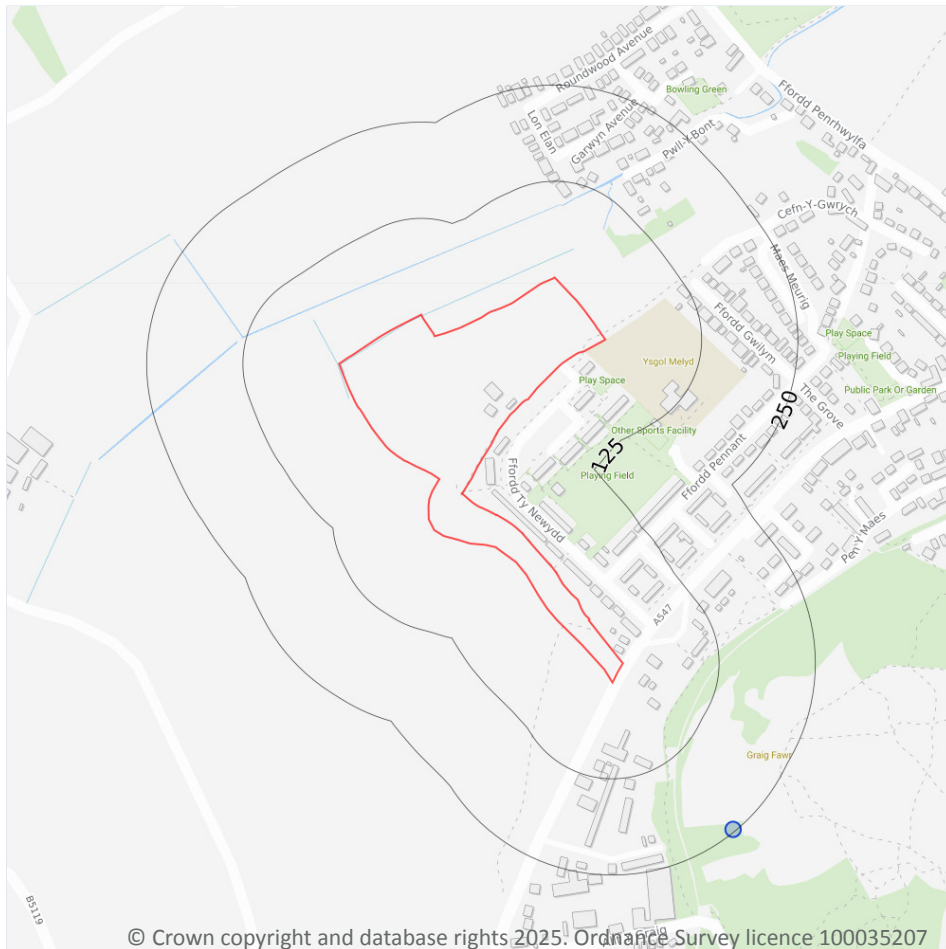 Roundwood Avenue
Bowling Green
Ffordd Penrhwylfa
Lon Elan
Garwyn Avenue
Pwll-Y-Bont
Cefn-Y-Gwrych
Maes Meurig
Ffordd Gwilym
Play Space
Ysgol Melyd
Playing Field
Play Space
The Grove
Public Park Or Garden
250
Other Sports Facility
125
Playing Field
Ffordd Pennant
Ffordd Ty Newydd
Pen Y Maes
A547
Graig Fawr
B5119
© Crown copyright and database rights 2025. Ordnance Survey licence 100035207